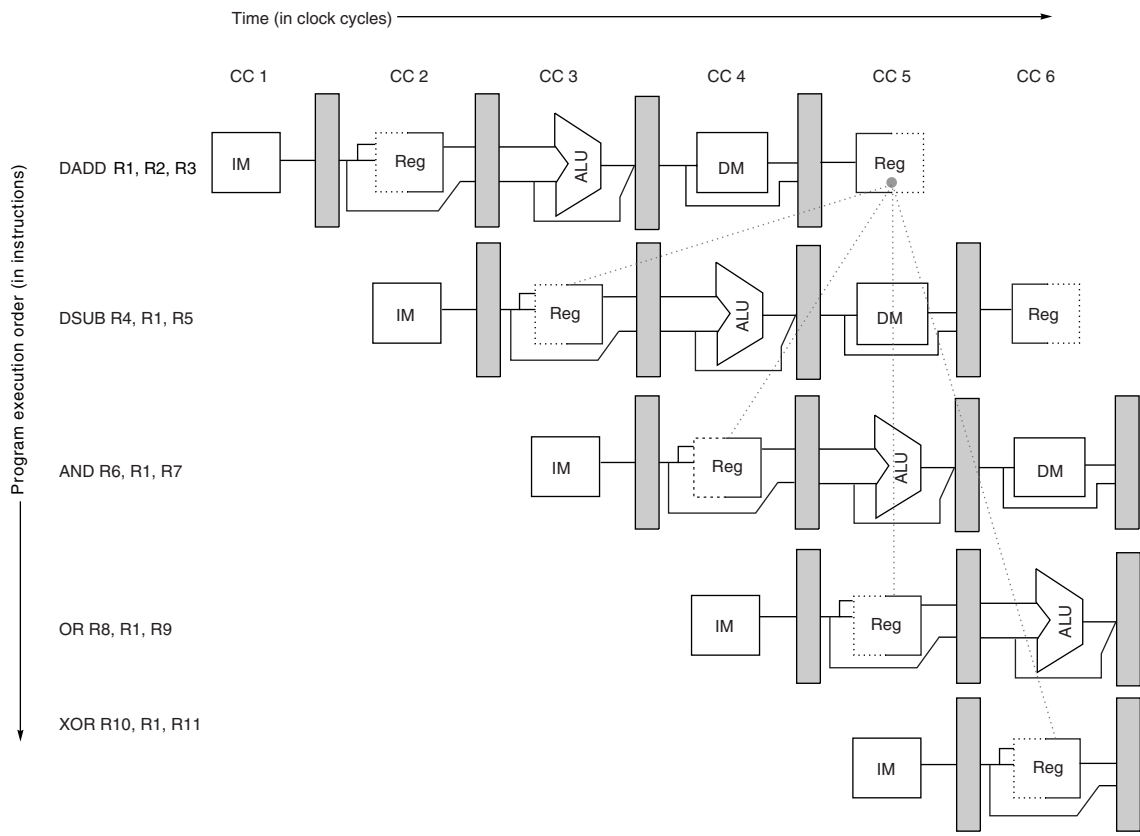 Time (in clock cycles)
CC 1 CC 2 CC 3 CC 4 CC 5 CC 6
Program execution order (in instructions)
DADD R1, R2, R3
IM Reg ALU DM Reg
DSUB R4, R1, R5
IM Reg ALU DM Reg
AND R6, R1, R7
IM Reg ALU DM
OR R8, R1, R9
IM Reg ALU
XOR R10, R1, R11
IM Reg